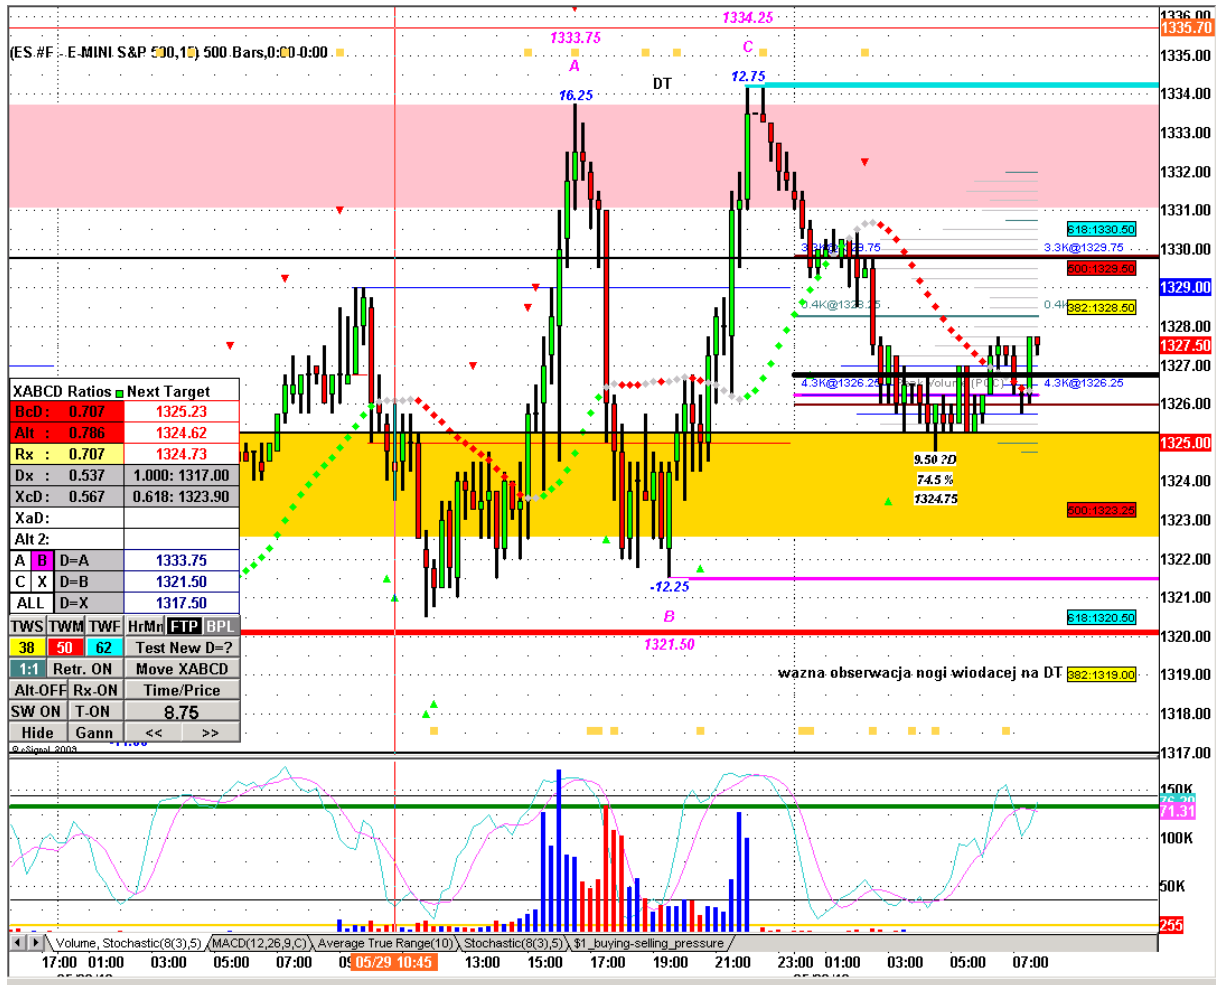 1334.25
1333.75
C
A
(ES #F - E-MINI S&P 500,15) 500 Bars,0:00-0:00
DT
12.75
16.25
1336.00
1335.70
1335.00
1334.00
1333.00
1332.00
1331.00
1330.00
1329.00
1328.00
1327.50
1327.00
1326.00
1325.00
1324.00
1323.00
1322.00
1321.00
1320.00
1319.00
1318.00
1317.00
618:1330.50
3.3K@1329.75 3.3K@1329.75
500:1329.50
0.4K@1328.25 0.4K
382:1328.50
4.3K@1326.25 Peak Volume (POC) 4.3K@1326.25
9.50 ?D
74.5 %
1324.75
500:1323.25
-12.25
B
1321.50
618:1320.50
wazna obserwacja nogi wiodacej na DT 382:1319.00
XABCD Ratios Next Target
BcD: 0.707 1325.23
Alt : 0.786 1324.62
Rx : 0.707 1324.73
Dx : 0.537 1.000: 1317.00
XcD: 0.567 0.618: 1323.90
XaD:
Alt 2:
A B D=A 1333.75
C X D=B 1321.50
ALL D=X 1317.50
TWS TWM TWF HrMn FTP BPL
38 50 62 Test New D=?
1:1 Retr. ON Move XABCD
Alt-OFF Rx-ON Time/Price
SW ON T-ON 8.75
Hide Gann << >>
© eSignal, 2009
150K
76.20
71.31
100K
50K
255
Volume, Stochastic(8(3),5) MACD(12,26,9,C) Average True Range(10) Stochastic(8(3),5) $1_buying-selling_pressure
17:00 01:00 03:00 05:00 07:00 05/29 10:45 13:00 15:00 17:00 19:00 21:00 23:00 01:00 03:00 05:00 07:00